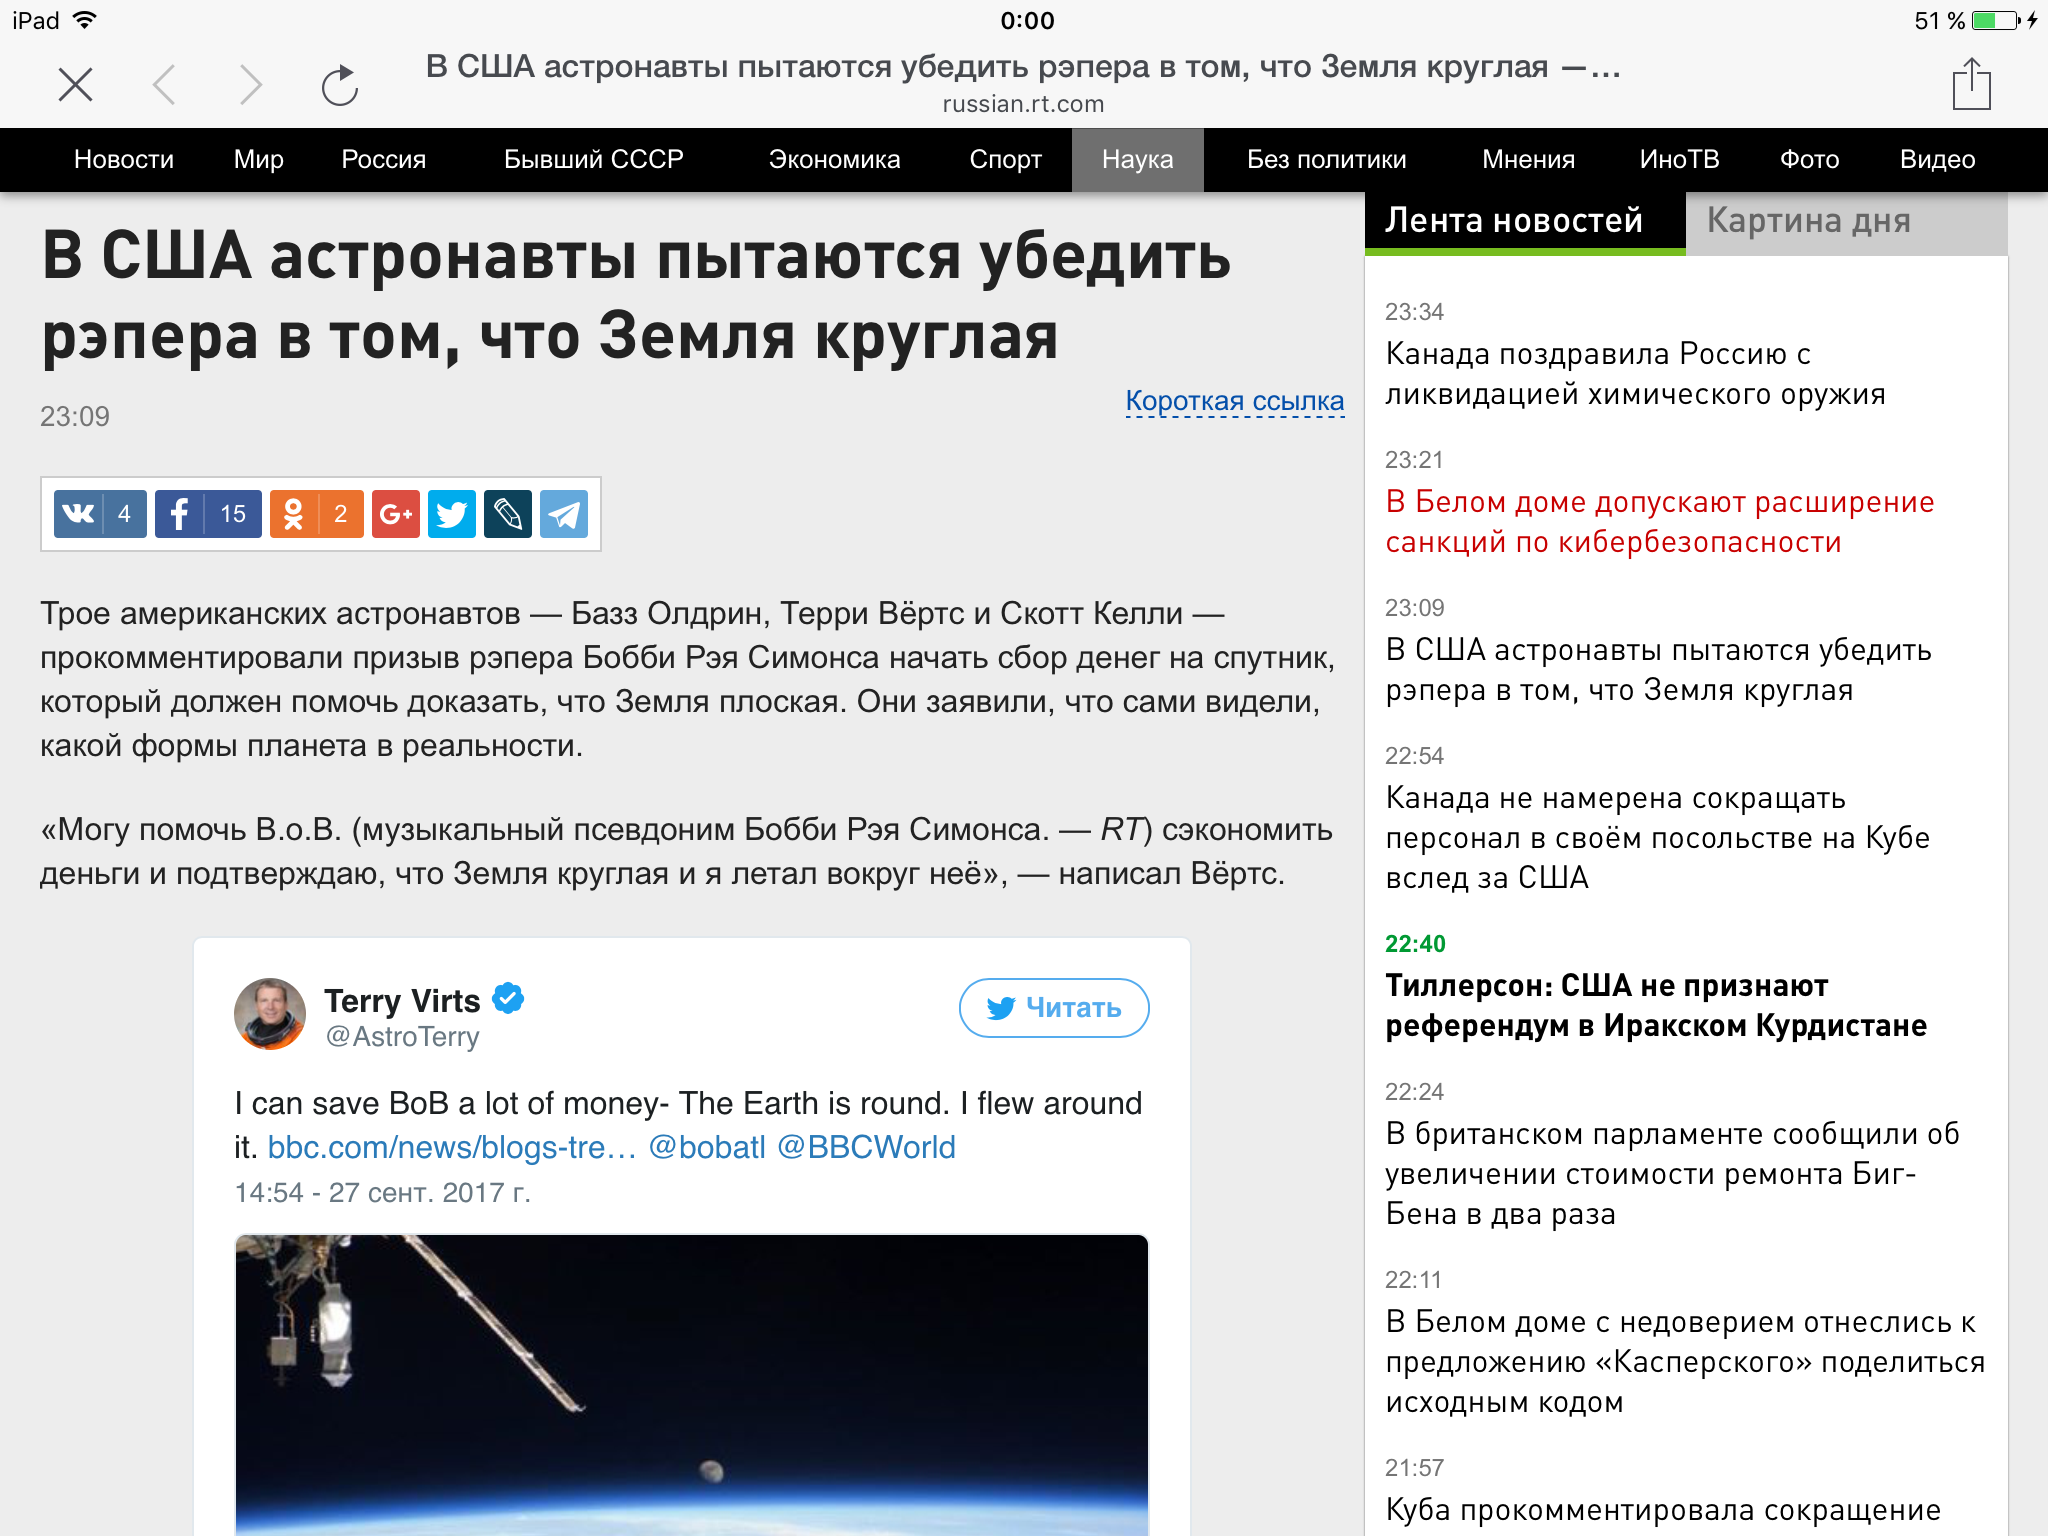 iPad
0:00
51 %
В США астронавты пытаются убедить рэпера в том, что Земля круглая —...
russian.rt.com
Новости Мир Россия Бывший СССР Экономика Спорт Наука Без политики Мнения ИноТВ Фото Видео
В США астронавты пытаются убедить
рэпера в том, что Земля круглая
23:09
Короткая ссылка
4 15 2 G+
Трое американских астронавтов — Базз Олдрин, Терри Вёртс и Скотт Келли —
прокомментировали призыв рэпера Бобби Рэя Симонса начать сбор денег на спутник,
который должен помочь доказать, что Земля плоская. Они заявили, что сами видели,
какой формы планета в реальности.
«Могу помочь B.o.B. (музыкальный псевдоним Бобби Рэя Симонса. — RT) сэкономить
деньги и подтверждаю, что Земля круглая и я летал вокруг неё», — написал Вёртс.
Terry Virts
@AstroTerry
Читать
I can save BoB a lot of money- The Earth is round. I flew around
it. bbc.com/news/blogs-tre… @bobatl @BBCWorld
14:54 - 27 сент. 2017 г.
Лента новостей Картина дня
23:34
Канада поздравила Россию с
ликвидацией химического оружия
23:21
В Белом доме допускают расширение
санкций по кибербезопасности
23:09
В США астронавты пытаются убедить
рэпера в том, что Земля круглая
22:54
Канада не намерена сокращать
персонал в своём посольстве на Кубе
вслед за США
22:40
Тиллерсон: США не признают
референдум в Иракском Курдистане
22:24
В британском парламенте сообщили об
увеличении стоимости ремонта Биг-
Бена в два раза
22:11
В Белом доме с недоверием отнеслись к
предложению «Касперского» поделиться
исходным кодом
21:57
Куба прокомментировала сокращение